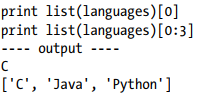 print list(languages)[0]
print list(languages)[0:3]
---- output ----
C
['C', 'Java', 'Python']